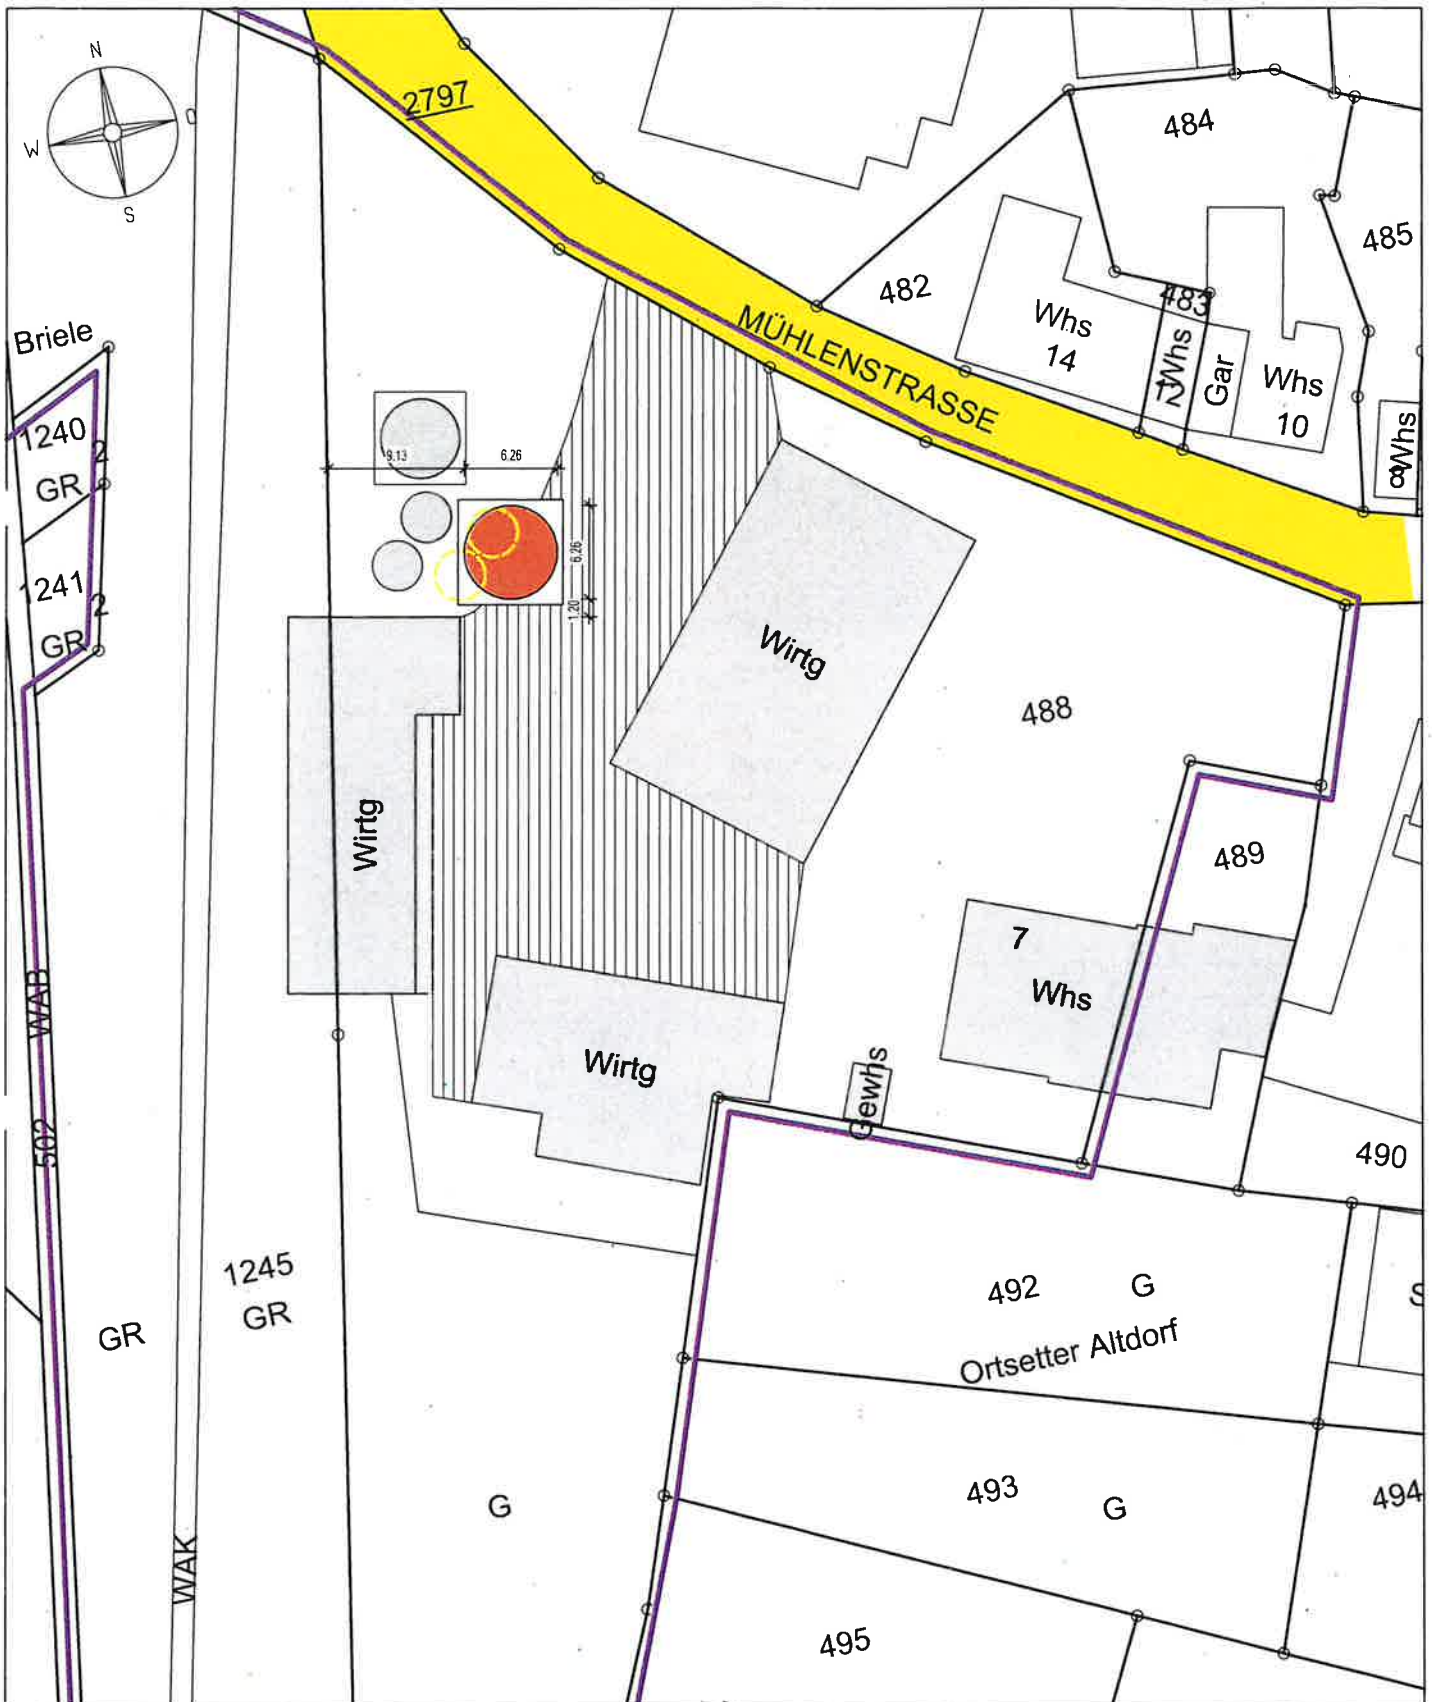 N
W
O
S
2797
484
485
482
483
Whs
14
Whs
12
Gar
Whs
10
Whs
8
MÜHLENSTRASSE
Briele
1240
2
GR
1241
2
GR
9.13
6.26
6.26
1.20
Wirtg
488
Wirtg
489
7
Whs
Wirtg
Gewhs
WAB
502
490
1245
GR
GR
492
G
Ortsetter Altdorf
S
G
493
G
494
WAK
495